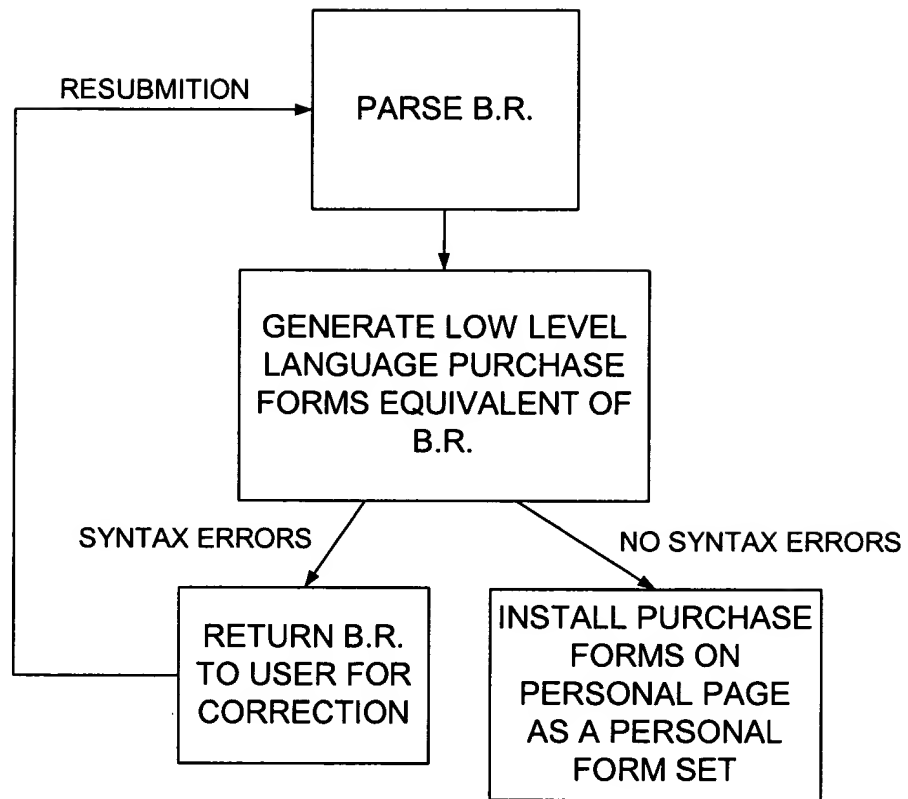 RESUBMITION
PARSE B.R.
GENERATE LOW LEVEL
LANGUAGE PURCHASE
FORMS EQUIVALENT OF
B.R.
SYNTAX ERRORS
NO SYNTAX ERRORS
RETURN B.R.
TO USER FOR
CORRECTION
INSTALL PURCHASE
FORMS ON
PERSONAL PAGE
AS A PERSONAL
FORM SET